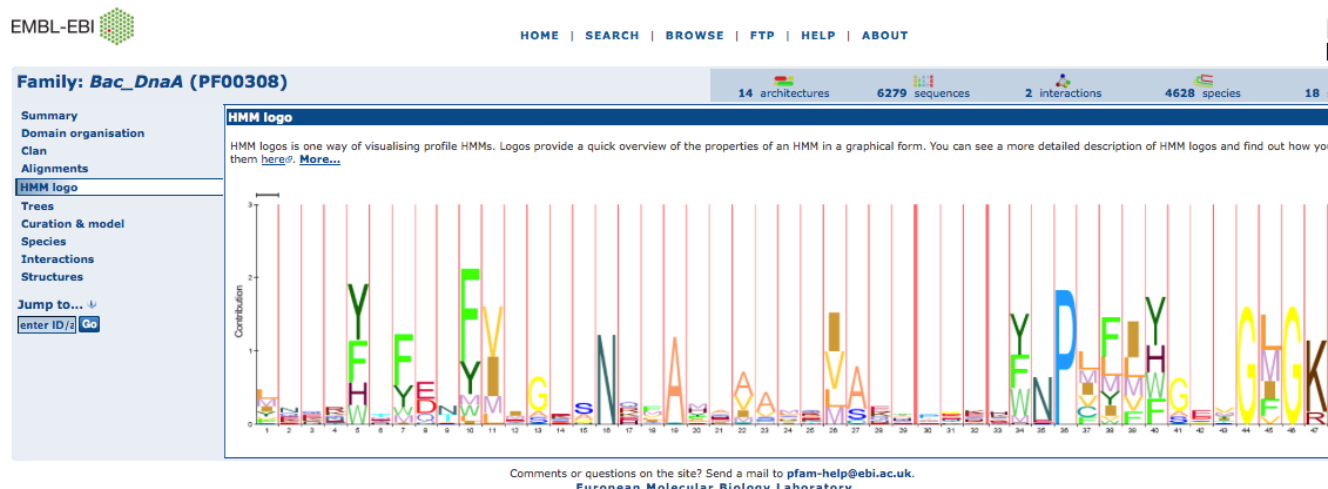 EMBL-EBI
HOME | SEARCH | BROWSE | FTP | HELP | ABOUT
Family: Bac_DnaA (PF00308)
14 architectures 6279 sequences 2 interactions 4628 species 18
Summary
Domain organisation
Clan
Alignments
HMM logo
Trees
Curation & model
Species
Interactions
Structures
Jump to...
enter ID/a Go
HMM logo
HMM logos is one way of visualising profile HMMs. Logos provide a quick overview of the properties of an HMM in a graphical form. You can see a more detailed description of HMM logos and find out how you
them here. More...
Contribution
3
2
1
0
1 2 3 4 5 6 7 8 9 10 11 12 13 14 15 16 17 18 19 20 21 22 23 24 25 26 27 28 29 30 31 32 33 34 35 36 37 38 39 40 41 42 43 44 45 46 47
Comments or questions on the site? Send a mail to pfam-help@ebi.ac.uk.
European Molecular Biology Laboratory